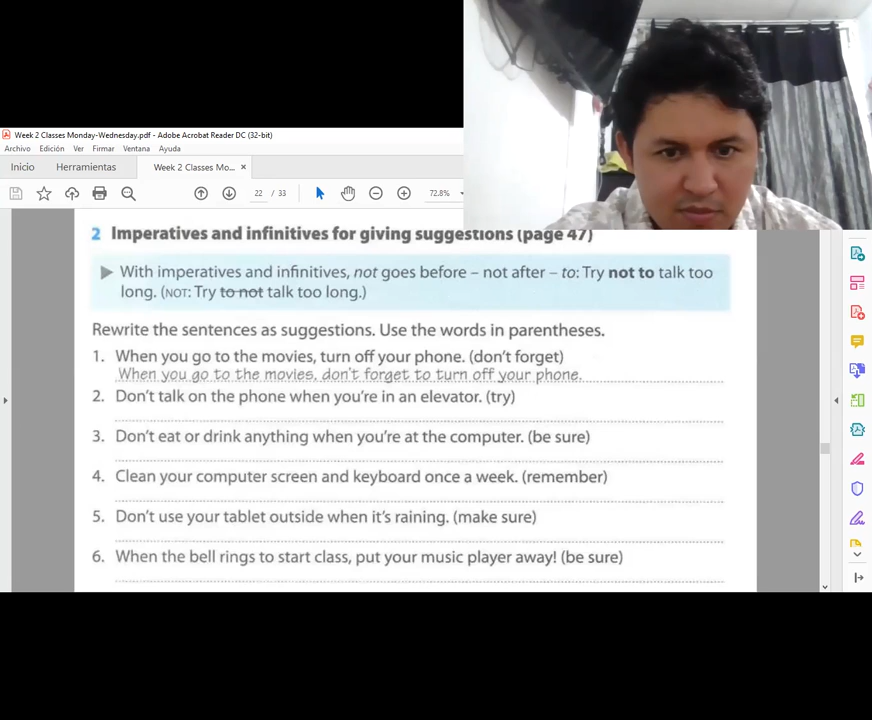 Week 2 Classes Monday-Wednesday.pdf - Adobe Acrobat Reader DC (32-bit)
Archivo Edición Ver Firmar Ventana Ayuda
Inicio Herramientas Week 2 Classes Mo... ×
22 / 33 72.8%
2 Imperatives and infinitives for giving suggestions (page 47)
▶ With imperatives and infinitives, not goes before – not after – to: Try not to talk too
long. (NOT: Try to not talk too long.)
Rewrite the sentences as suggestions. Use the words in parentheses.
1. When you go to the movies, turn off your phone. (don't forget)
When you go to the movies, don't forget to turn off your phone.
2. Don't talk on the phone when you're in an elevator. (try)
3. Don't eat or drink anything when you're at the computer. (be sure)
4. Clean your computer screen and keyboard once a week. (remember)
5. Don't use your tablet outside when it's raining. (make sure)
6. When the bell rings to start class, put your music player away! (be sure)